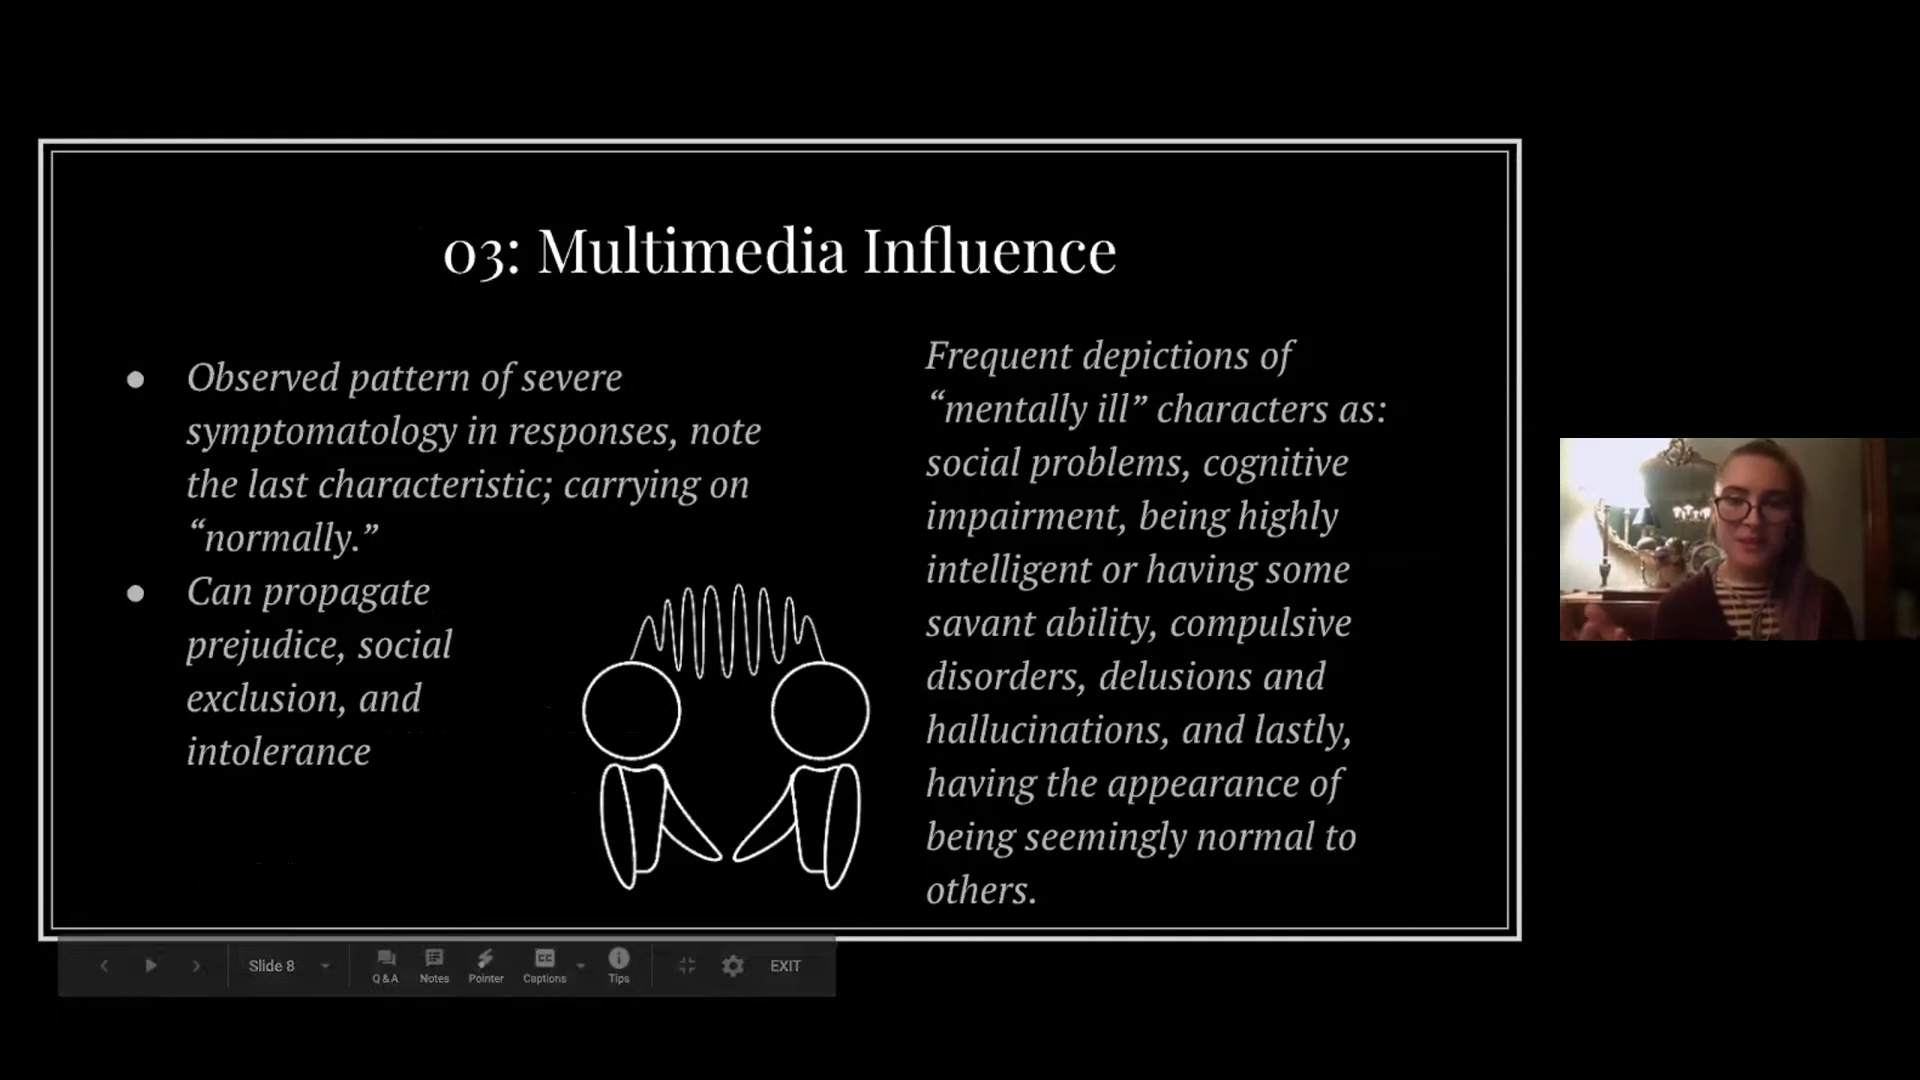 03: Multimedia Influence
● Observed pattern of severe
symptomatology in responses, note
the last characteristic; carrying on
“normally.”
● Can propagate
prejudice, social
exclusion, and
intolerance
Frequent depictions of
“mentally ill” characters as:
social problems, cognitive
impairment, being highly
intelligent or having some
savant ability, compulsive
disorders, delusions and
hallucinations, and lastly,
having the appearance of
being seemingly normal to
others.
Slide 8
Q&A
Notes
Pointer
CC
Captions
Tips
EXIT